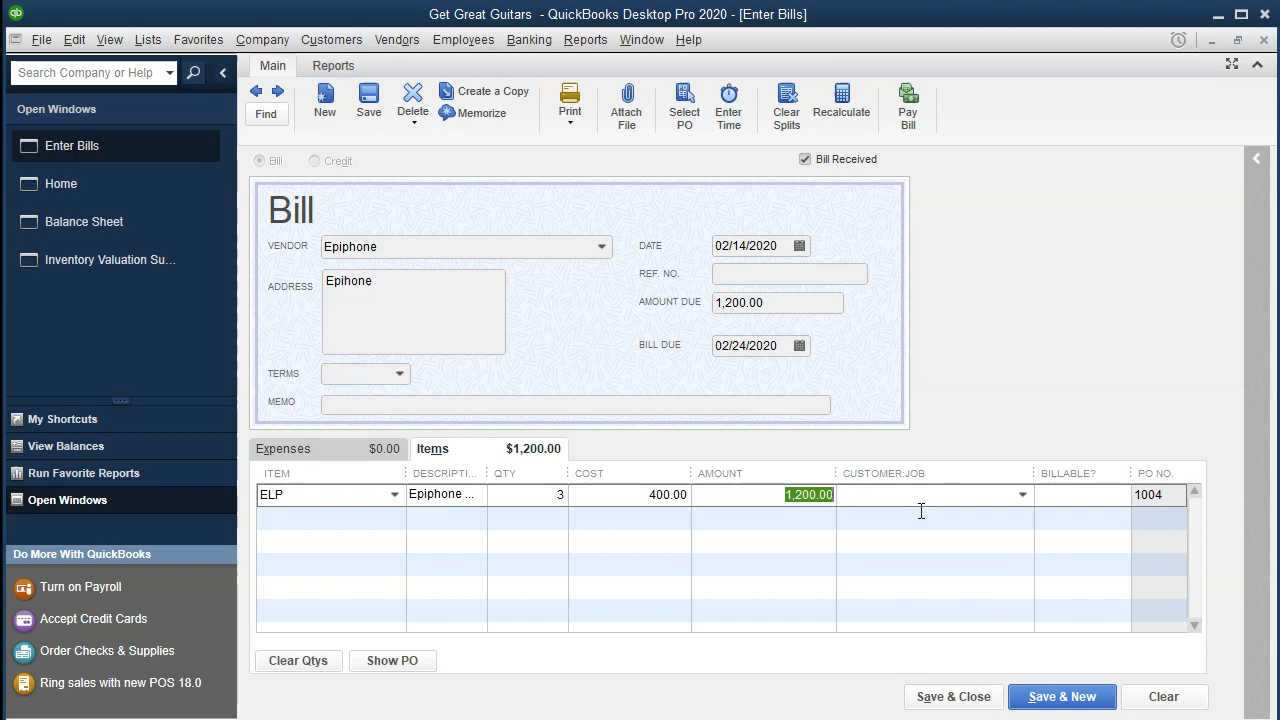 Get Great Guitars - QuickBooks Desktop Pro 2020 - [Enter Bills]
File Edit View Lists Favorites Company Customers Vendors Employees Banking Reports Window Help
Search Company or Help
Main Reports
Find
New
Save
Delete
Create a Copy
Memorize
Print
Attach File
Select PO
Enter Time
Clear Splits
Recalculate
Pay Bill
Open Windows
Enter Bills
Home
Balance Sheet
Inventory Valuation Su...
My Shortcuts
View Balances
Run Favorite Reports
Open Windows
Do More With QuickBooks
Turn on Payroll
Accept Credit Cards
Order Checks & Supplies
Ring sales with new POS 18.0
Bill Credit Bill Received
Bill
VENDOR Epiphone DATE 02/14/2020
REF. NO.
ADDRESS Epihone
AMOUNT DUE 1,200.00
BILL DUE 02/24/2020
TERMS
MEMO
Expenses $0.00 Items $1,200.00
ITEM DESCRIPTI... QTY COST AMOUNT CUSTOMER:JOB BILLABLE? PO NO.
ELP Epiphone ... 3 400.00 1,200.00 1004
Clear Qtys Show PO
Save & Close Save & New Clear